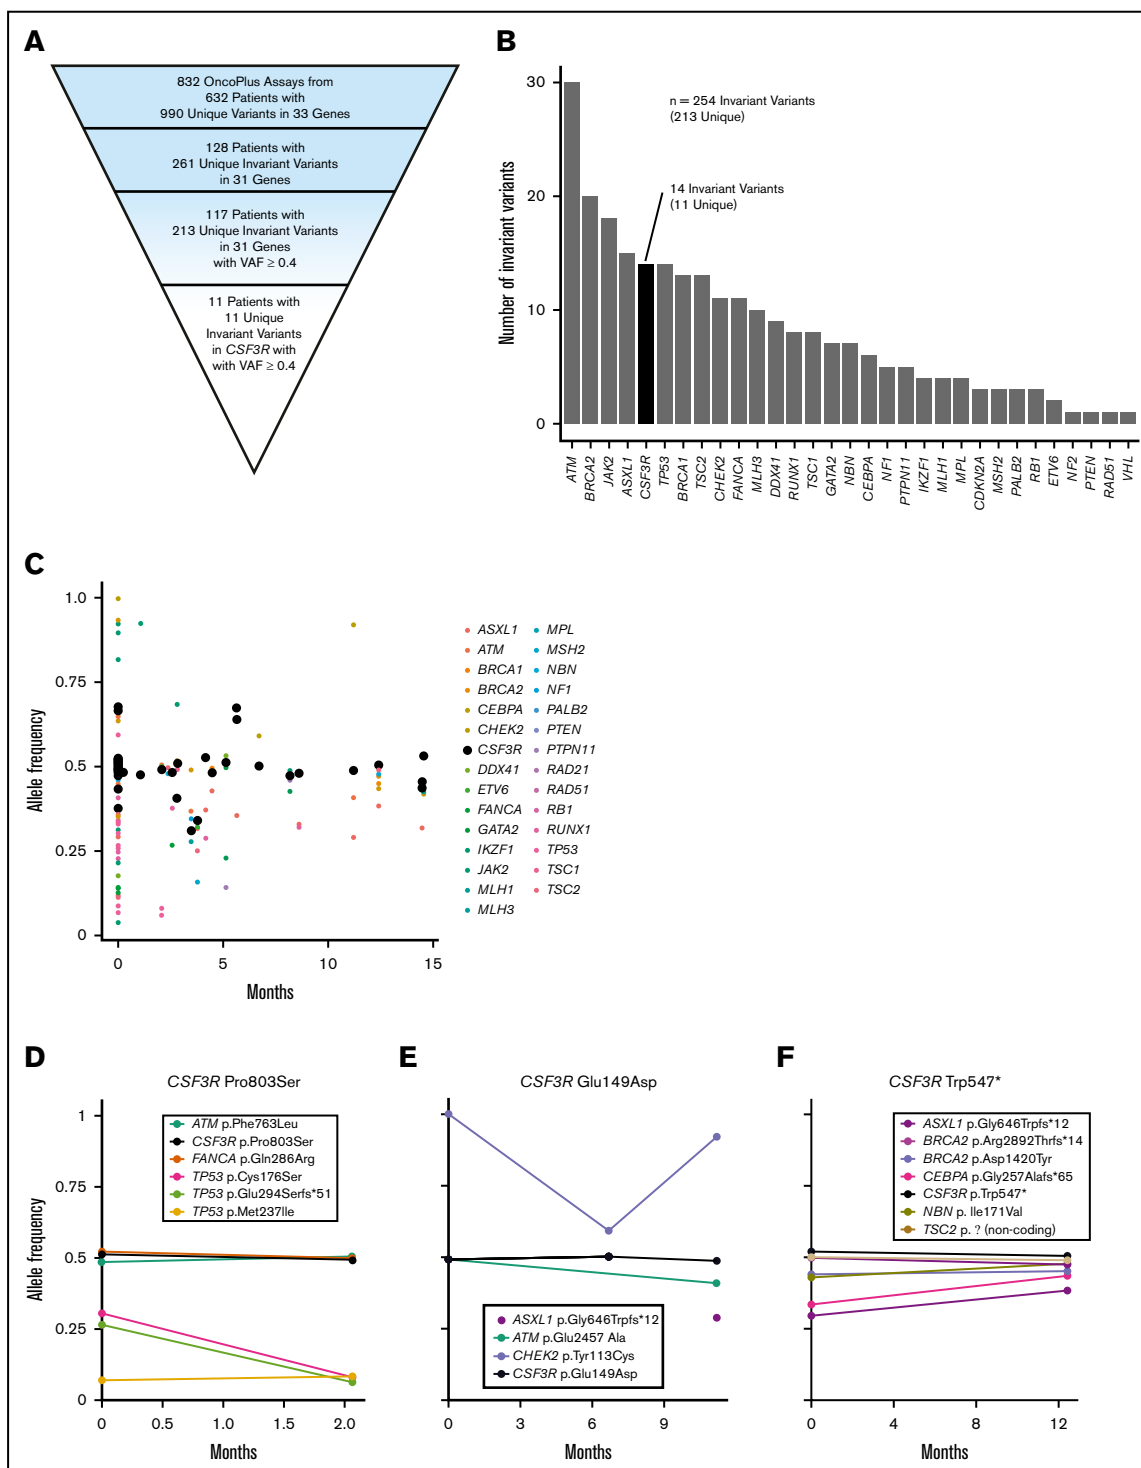 A
832 OncoPlus Assays from
632 Patients with
990 Unique Variants in 33 Genes
128 Patients with
261 Unique Invariant Variants
in 31 Genes
117 Patients with
213 Unique Invariant Variants
in 31 Genes
with VAF ≥ 0.4
11 Patients with
11 Unique
Invariant Variants
in CSF3R with
with VAF ≥ 0.4
B
Number of invariant variants
30
20
10
0
n = 254 Invariant Variants
(213 Unique)
14 Invariant Variants
(11 Unique)
ATM
BRCA2
JAK2
ASXL1
CSF3R
TP53
BRCA1
TSC2
CHEK2
FANCA
MLH3
DDX41
RUNX1
TSC1
GATA2
NBN
CEBPA
NF1
PTPN11
IKZF1
MLH1
MPL
CDKN2A
MSH2
PALB2
RB1
ETV6
NF2
PTEN
RAD51
VHL
C
Allele frequency
1.0
0.75
0.5
0.25
0
0 5 10 15
Months
ASXL1
ATM
BRCA1
BRCA2
CEBPA
CHEK2
CSF3R
DDX41
ETV6
FANCA
GATA2
IKZF1
JAK2
MLH1
MLH3
MPL
MSH2
NBN
NF1
PALB2
PTEN
PTPN11
RAD21
RAD51
RB1
RUNX1
TP53
TSC1
TSC2
D
CSF3R Pro803Ser
Allele frequency
1
0.75
0.5
0.25
0
ATM p.Phe763Leu
CSF3R p.Pro803Ser
FANCA p.Gln286Arg
TP53 p.Cys176Ser
TP53 p.Glu294Serfs*51
TP53 p.Met237Ile
0 0.5 1.0 1.5 2.0
Months
E
CSF3R Glu149Asp
ASXL1 p.Gly646Trpfs*12
ATM p.Glu2457 Ala
CHEK2 p.Tyr113Cys
CSF3R p.Glu149Asp
0 3 6 9
Months
F
CSF3R Trp547*
ASXL1 p.Gly646Trpfs*12
BRCA2 p.Arg2892Thrfs*14
BRCA2 p.Asp1420Tyr
CEBPA p.Gly257Alafs*65
CSF3R p.Trp547*
NBN p. Ile171Val
TSC2 p. ? (non-coding)
0 4 8 12
Months